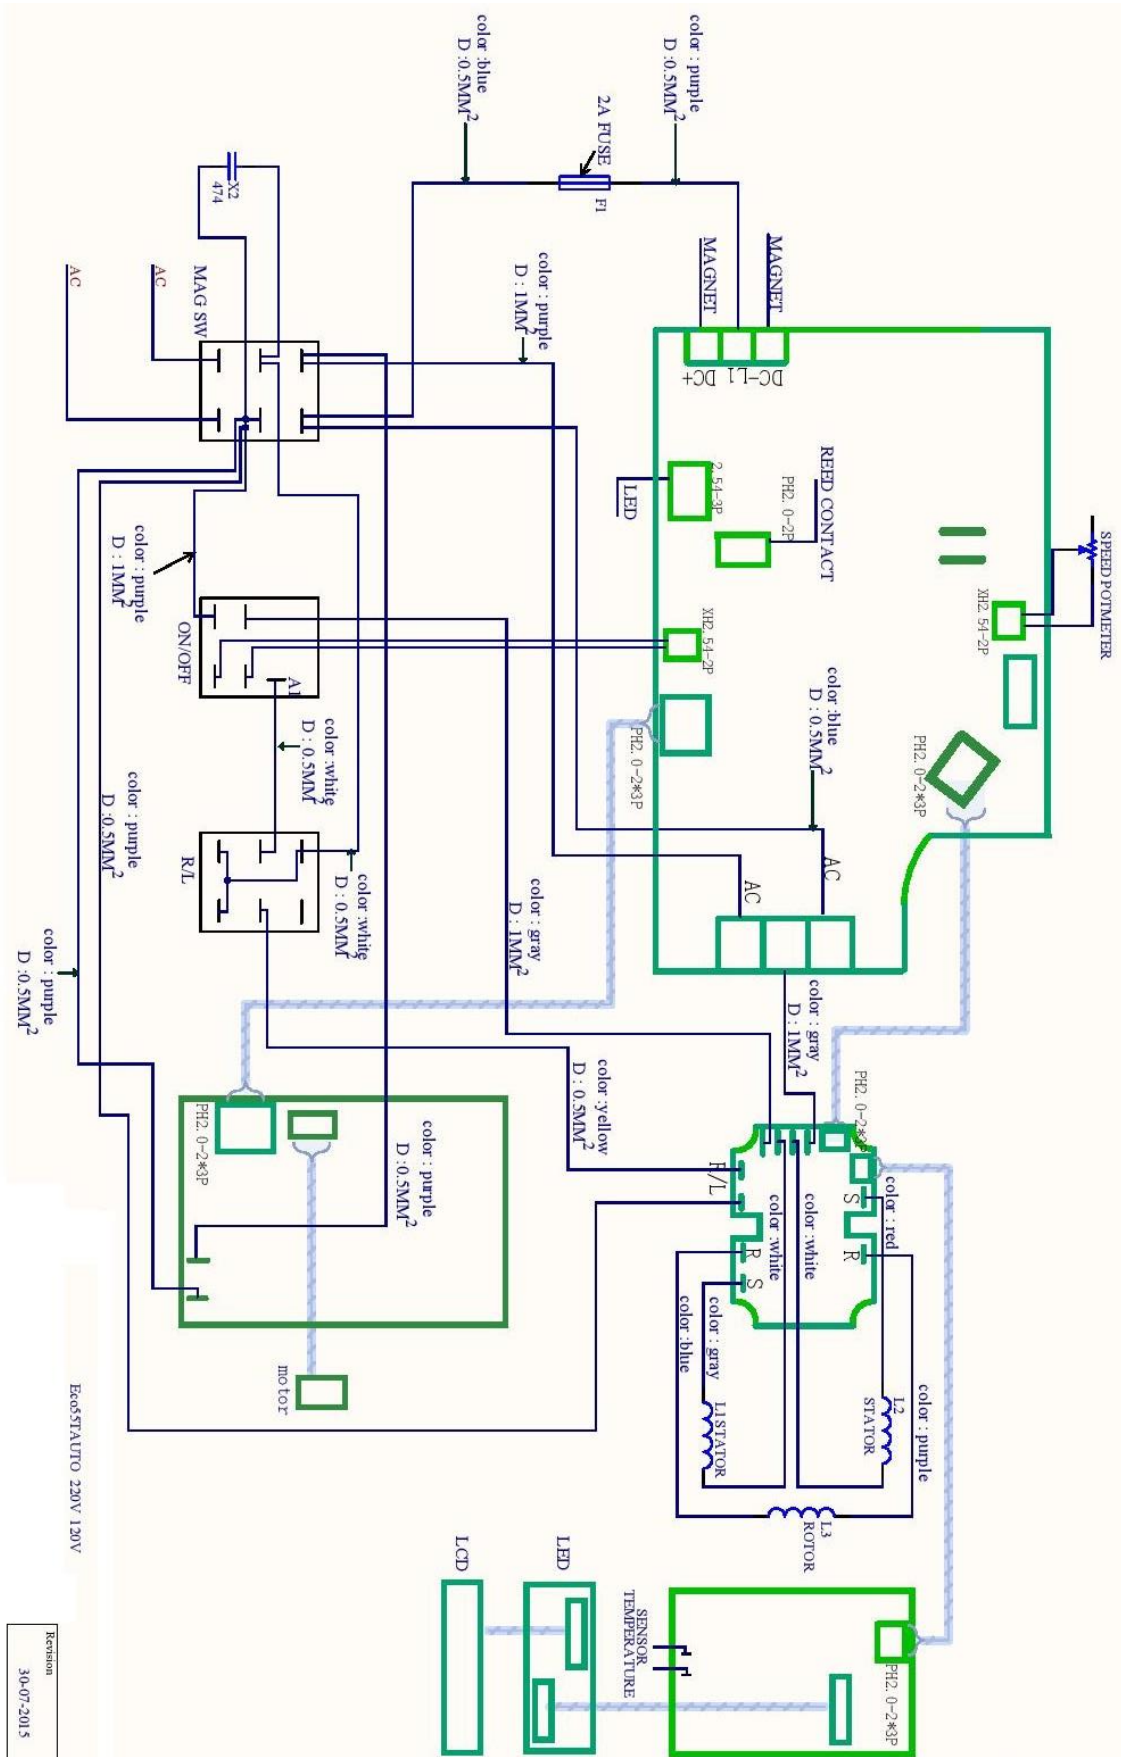 color :blue
D :0.5MM²
color : purple
D :0.5MM²
2A FUSE
F1
X2
474
MAGNET
MAGNET
color : purple
D : 1MM²
AC
AC
MAG SW
DC+
DC-L1
SPEED POTMETER
REED CONTACT
PH2. 0-2P
2. 54-3P
LED
XH2. 54-2P
XH2. 54-2P
color : purple
D : 1MM²
ON/OFF
A1
color :white
D : 0.5MM²
PH2. 0-2*3P
color :blue
D : 0.5MM²
PH2. 0-2*3P
color : purple
D :0.5MM²
R/L
color :white
D : 0.5MM²
AC
AC
color : gray
D : 1MM²
color : purple
D :0.5MM²
color : gray
D : 1MM²
color :yellow
D : 0.5MM²
PH2. 0-2*3P
PH2. 0-2*3P
color : purple
D :0.5MM²
R/L
color :white
color :white
S
color : red
R
R
S
color :blue
color : gray
motor
L1STATOR
L2
STATOR
color : purple
L3
ROTOR
Eco55TAUTO 220V 120V
LCD
LED
SENSOR
TEMPERATURE
PH2. 0-2*3P
Revision
30-07-2015